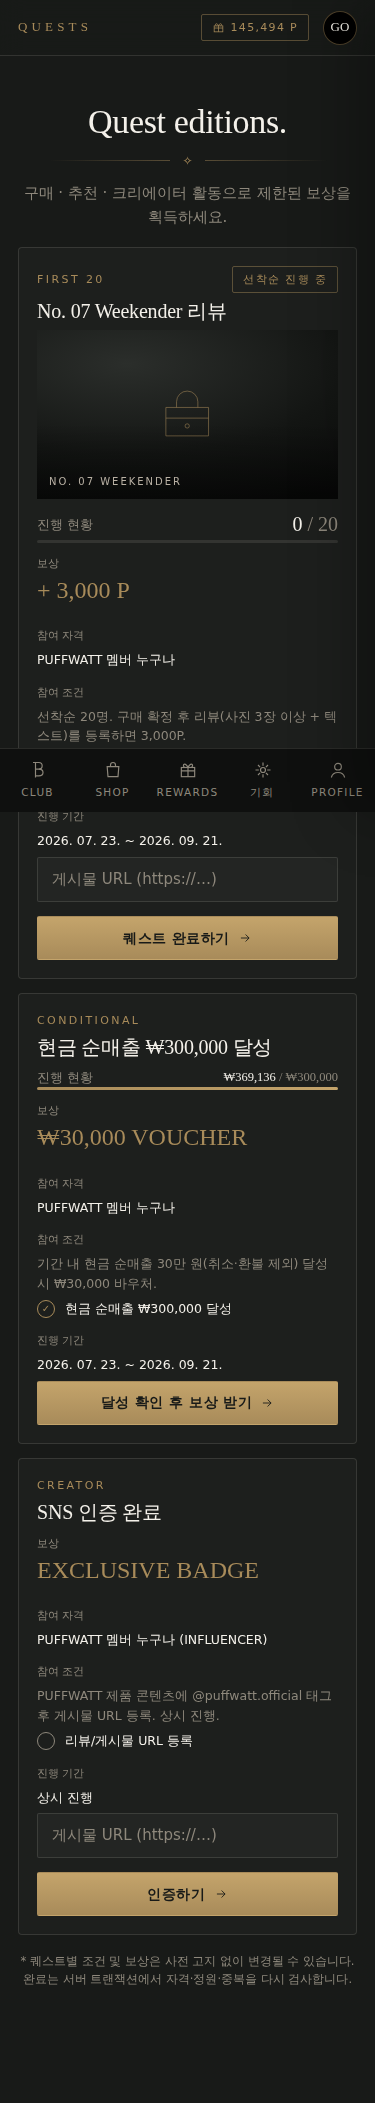 QUESTS
145,494 P
GO
Quest editions.
구매 · 추천 · 크리에이터 활동으로 제한된 보상을
획득하세요.
FIRST 20
선착순 진행 중
No. 07 Weekender 리뷰
NO. 07 WEEKENDER
진행 현황
0 / 20
보상
+ 3,000 P
참여 자격
PUFFWATT 멤버 누구나
참여 조건
선착순 20명. 구매 확정 후 리뷰(사진 3장 이상 + 텍
스트)를 등록하면 3,000P.
CLUB
SHOP
REWARDS
기회
PROFILE
진행 기간
2026. 07. 23. ~ 2026. 09. 21.
게시물 URL (https://...)
퀘스트 완료하기 →
CONDITIONAL
현금 순매출 ₩300,000 달성
진행 현황
₩369,136 / ₩300,000
보상
₩30,000 VOUCHER
참여 자격
PUFFWATT 멤버 누구나
참여 조건
기간 내 현금 순매출 30만 원(취소·환불 제외) 달성
시 ₩30,000 바우처.
✓ 현금 순매출 ₩300,000 달성
진행 기간
2026. 07. 23. ~ 2026. 09. 21.
달성 확인 후 보상 받기 →
CREATOR
SNS 인증 완료
보상
EXCLUSIVE BADGE
참여 자격
PUFFWATT 멤버 누구나 (INFLUENCER)
참여 조건
PUFFWATT 제품 콘텐츠에 @puffwatt.official 태그
후 게시물 URL 등록. 상시 진행.
리뷰/게시물 URL 등록
진행 기간
상시 진행
게시물 URL (https://...)
인증하기 →
* 퀘스트별 조건 및 보상은 사전 고지 없이 변경될 수 있습니다.
완료는 서버 트랜잭션에서 자격·정원·중복을 다시 검사합니다.